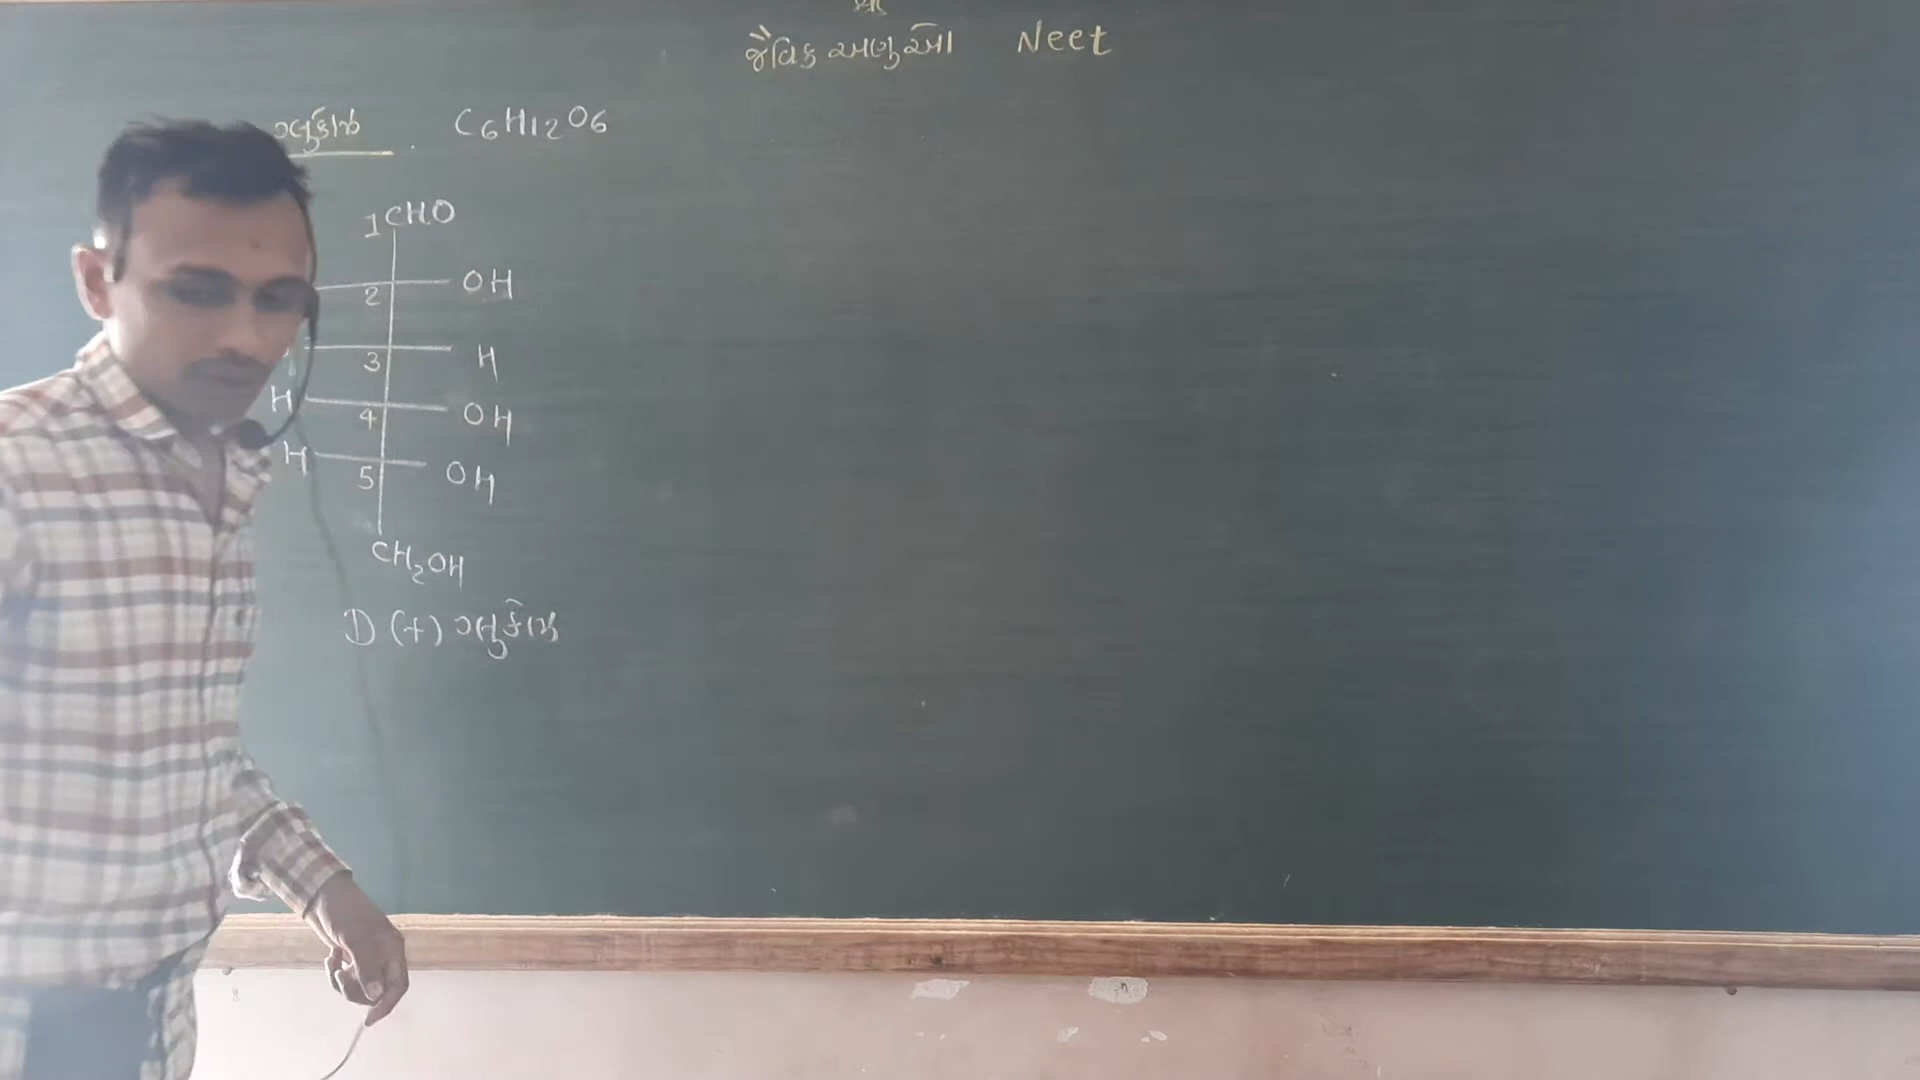 જૈવિક અણુઓ Neet
ગ્લુકોઝ . C6H12O6
1CHO
2 OH
3 H
H 4 OH
H 5 OH
CH2OH
D (+) ગ્લુકોઝ